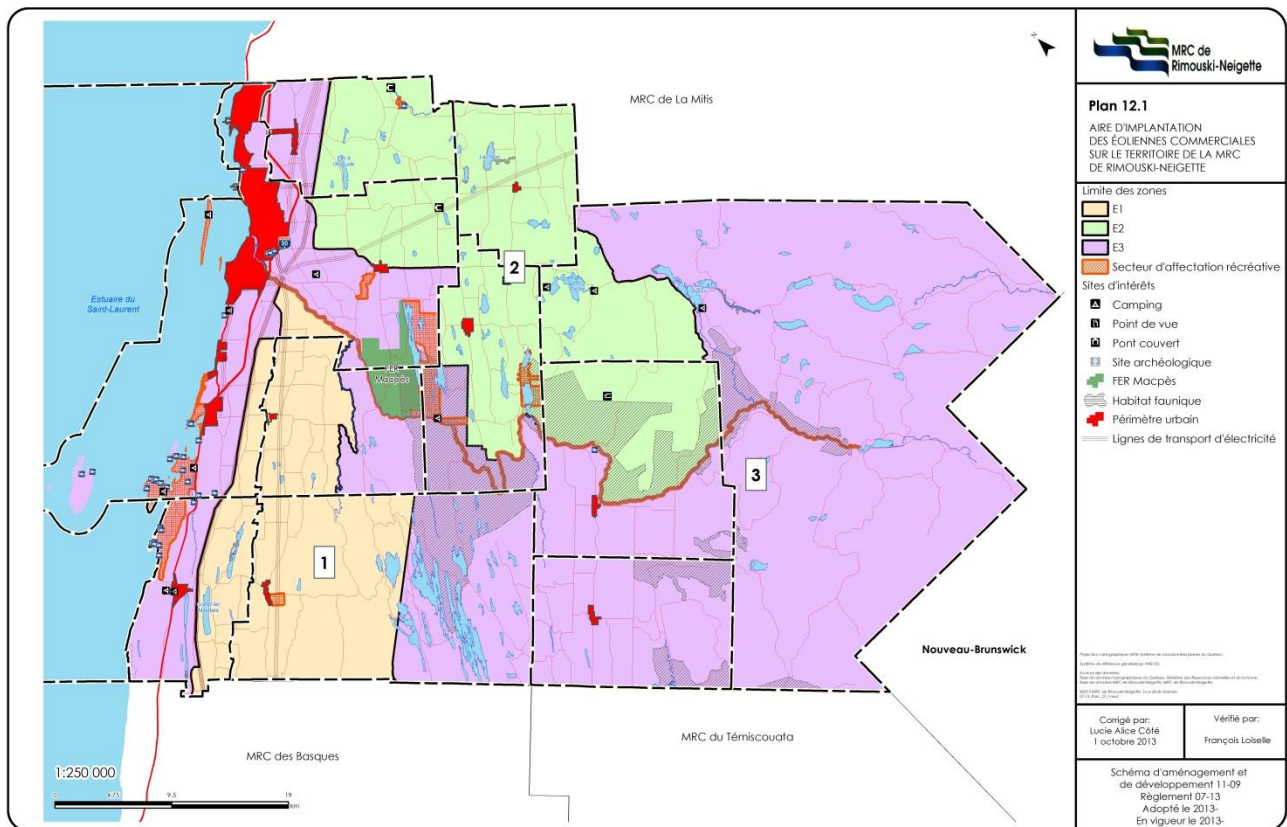 MRC de La Mitis
Estuaire du
Saint-Laurent
20
2
FER
Macpès
3
1
Nouveau-Brunswick
MRC des Basques
MRC du Témiscouata
1:250 000
0 4.75 9.5 19
km
MRC de
Rimouski-Neigette
Plan 12.1
AIRE D'IMPLANTATION
DES ÉOLIENNES COMMERCIALES
SUR LE TERRITOIRE DE LA MRC
DE RIMOUSKI-NEIGETTE
Limite des zones
E1
E2
E3
Secteur d'affectation récréative
Sites d'intérêts
Camping
Point de vue
Pont couvert
Site archéologique
FER Macpès
Habitat faunique
Périmètre urbain
Lignes de transport d'électricité
Corrigé par:
Lucie Alice Côté
1 octobre 2013
Vérifié par:
François Loiselle
Schéma d'aménagement et
de développement 11-09
Règlement 07-13
Adopté le 2013-
En vigueur le 2013-